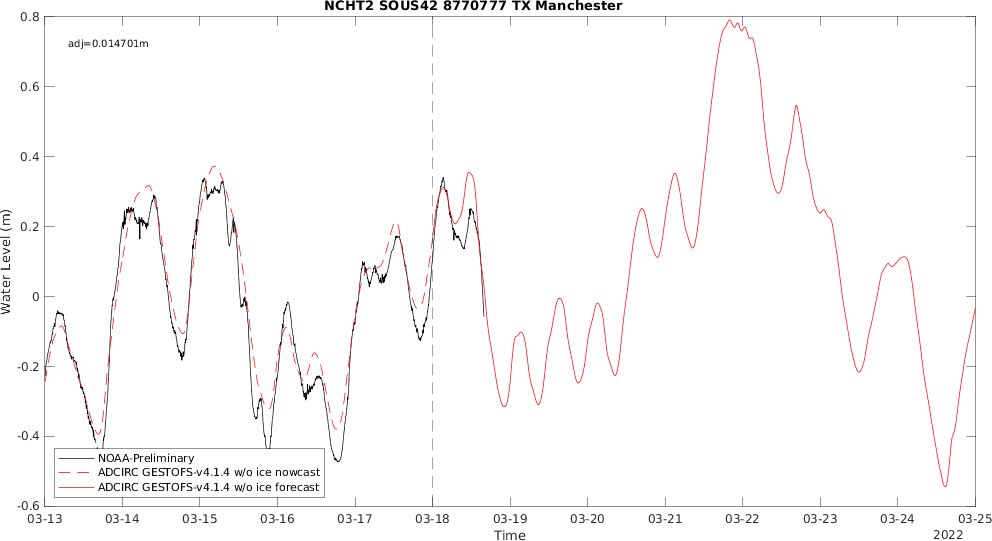 NCHT2 SOUS42 8770777 TX Manchester
adj=0.014701m
0.8
0.6
0.4
0.2
0
-0.2
-0.4
-0.6
Water Level (m)
NOAA-Preliminary
ADCIRC GESTOFS-v4.1.4 w/o ice nowcast
ADCIRC GESTOFS-v4.1.4 w/o ice forecast
03-13 03-14 03-15 03-16 03-17 03-18 03-19 03-20 03-21 03-22 03-23 03-24 03-25
Time
2022